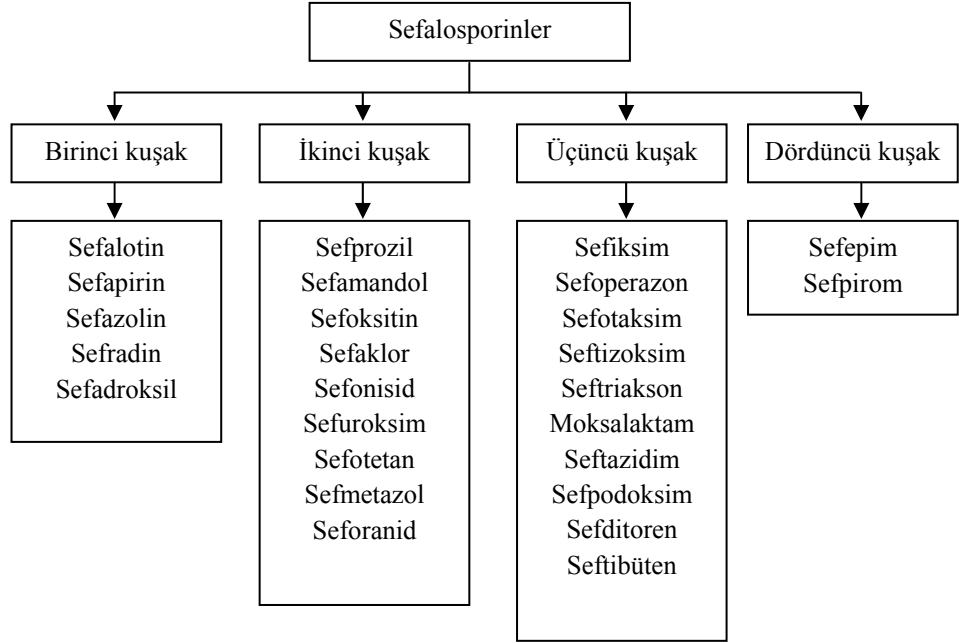 Sefalosporinler
Birinci kuşak
İkinci kuşak
Üçüncü kuşak
Dördüncü kuşak
Sefalotin
Sefapirin
Sefazolin
Sefradin
Sefadroksil
Sefprozil
Sefamandol
Sefoksitin
Sefaklor
Sefonisid
Sefuroksim
Sefotetan
Sefmetazol
Seforanid
Sefiksim
Sefoperazon
Sefotaksim
Seftizoksim
Seftriakson
Moksalaktam
Seftazidim
Sefpodoksim
Sefditoren
Seftibüten
Sefepim
Sefpirom